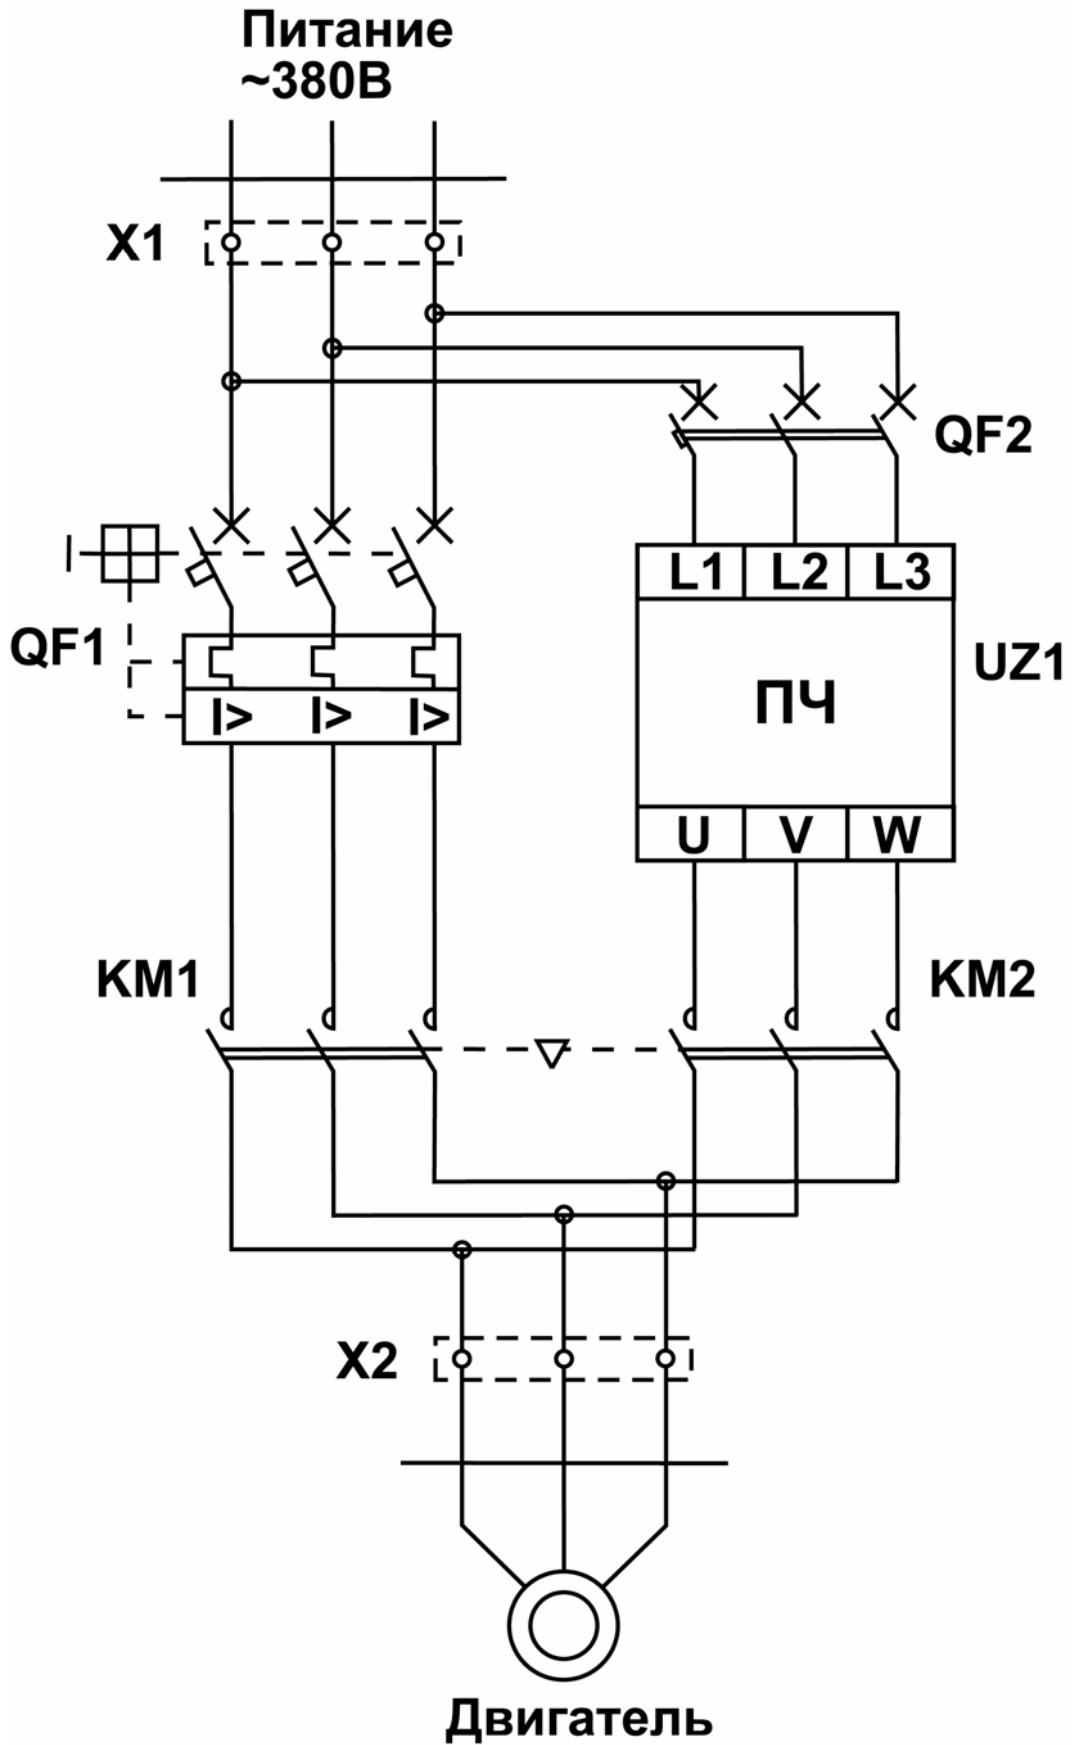 Питание
~380В
X1
QF2
L1 L2 L3
QF1
UZ1
ПЧ
I> I> I>
U V W
KM1
KM2
X2
Двигатель